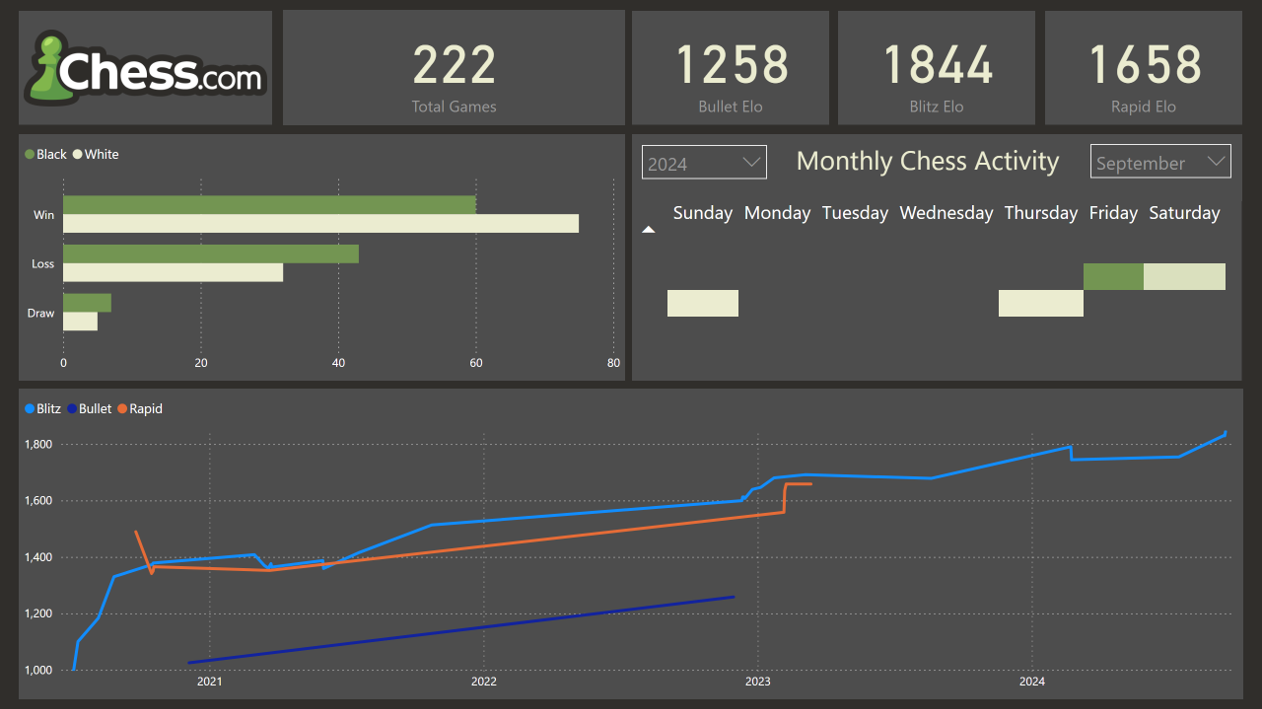 Chess.com
222
Total Games
1258
Bullet Elo
1844
Blitz Elo
1658
Rapid Elo
Black White
Win
Loss
Draw
0 20 40 60 80
2024 Monthly Chess Activity September
Sunday Monday Tuesday Wednesday Thursday Friday Saturday
Blitz Bullet Rapid
1,800
1,600
1,400
1,200
1,000
2021 2022 2023 2024